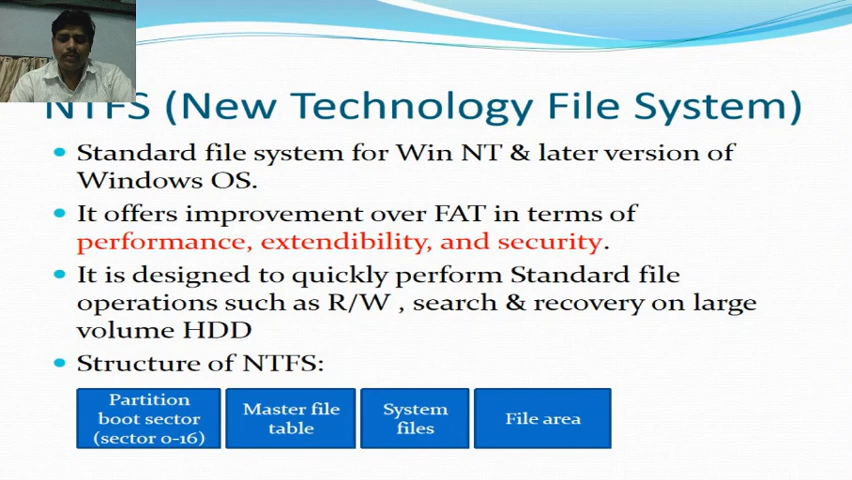 NTFS (New Technology File System)
Standard file system for Win NT & later version of
Windows OS.
It offers improvement over FAT in terms of
performance, extendibility, and security.
It is designed to quickly perform Standard file
operations such as R/W , search & recovery on large
volume HDD
Structure of NTFS:
Partition
boot sector
(sector 0-16)
Master file
table
System
files
File area